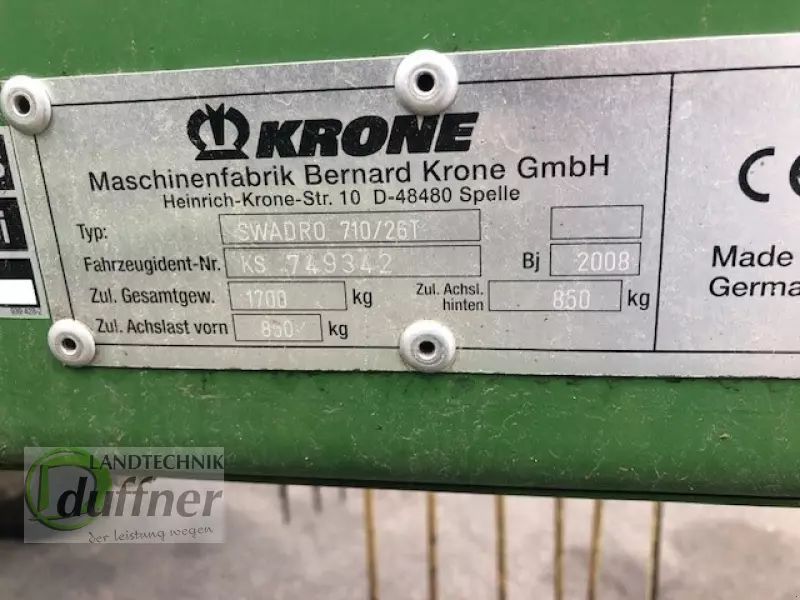 KRONE
Maschinenfabrik Bernard Krone GmbH
Heinrich-Krone-Str. 10 D-48480 Spelle
Typ: SWADRO 710/26T
Fahrzeugident-Nr. KS 749342 Bj 2008
Zul. Gesamtgew. 1700 kg Zul. Achsl. hinten 850 kg
Zul. Achslast vorn 850 kg
CE
Made
Germa
LANDTECHNIK
duffner
der leistung wegen